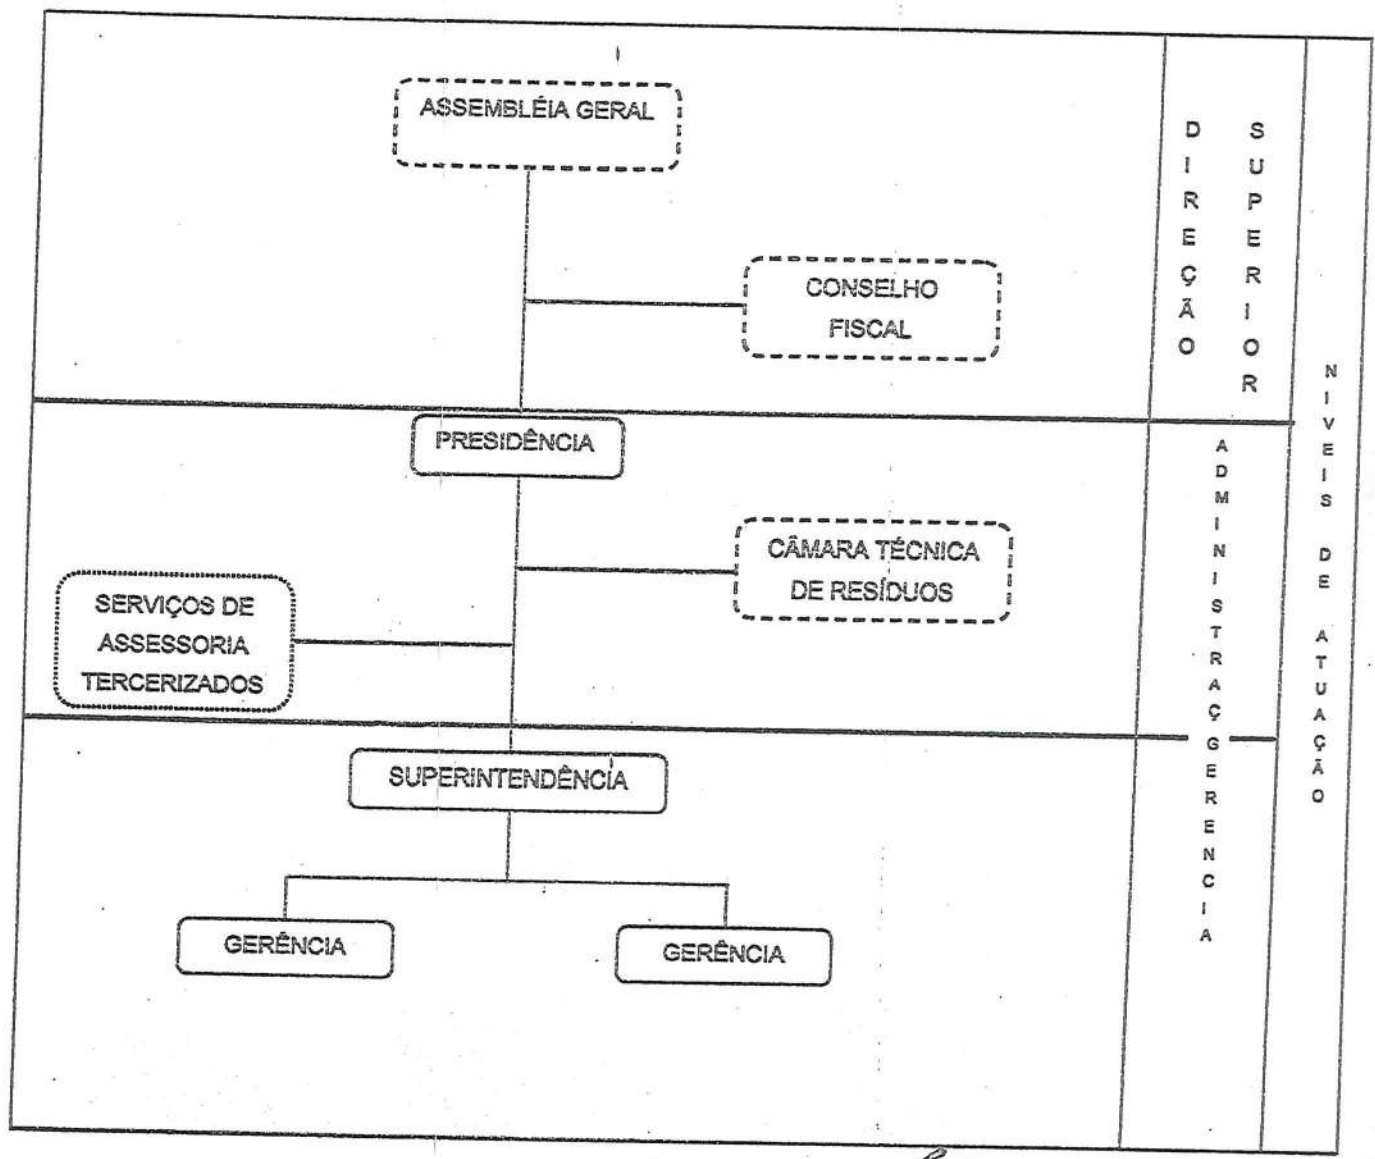 ASSEMBLÉIA GERAL
CONSELHO
FISCAL
DIREÇÃO
SUPERIOR
PRESIDÊNCIA
CÂMARA TÉCNICA
DE RESÍDUOS
SERVIÇOS DE
ASSESSORIA
TERCERIZADOS
ADMINISTRAÇ
SUPERINTENDÊNCIA
GERÊNCIA
GERÊNCIA
GERENCIA
NIVEIS DE ATUAÇÃO